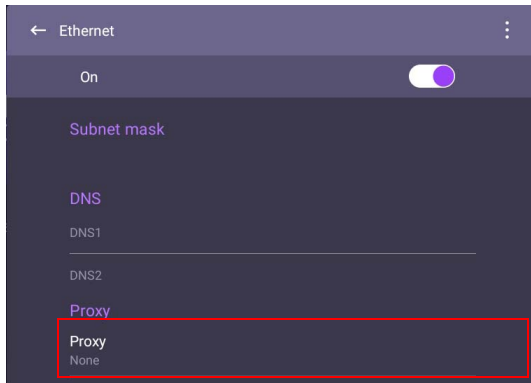 Ethernet
On
Subnet mask
DNS
DNS1
DNS2
Proxy
Proxy
None